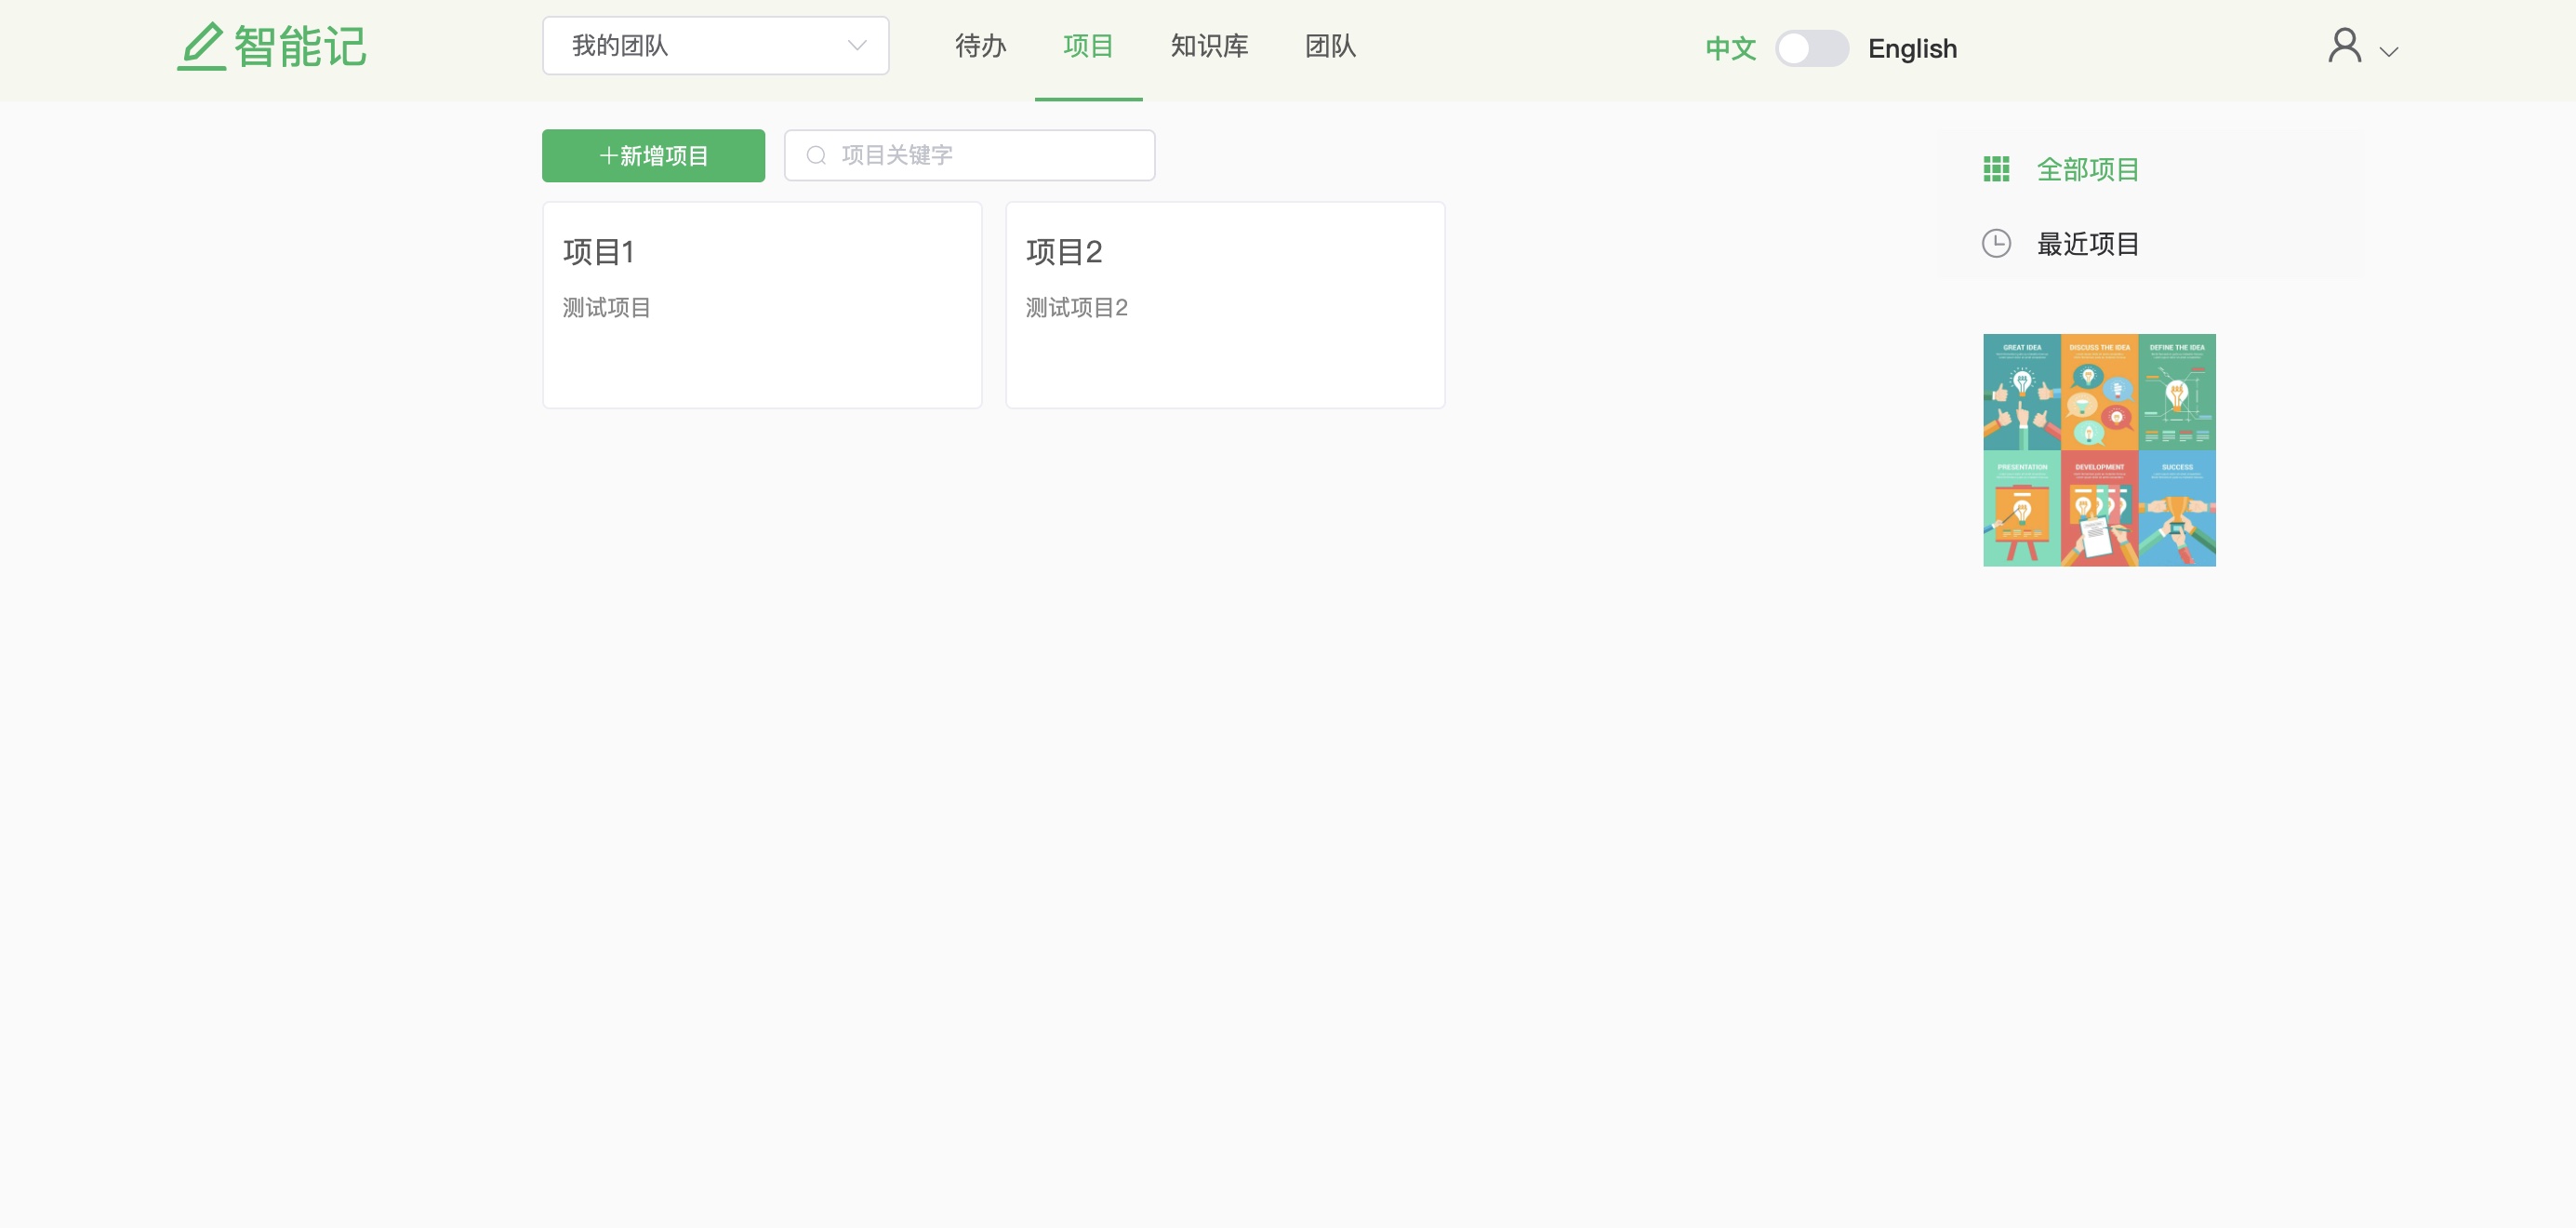 智能记
我的团队
待办 项目 知识库 团队
中文 English
+新增项目
项目关键字
全部项目
最近项目
项目1
测试项目
项目2
测试项目2
GREAT IDEA
DISCUSS THE IDEA
DEFINE THE IDEA
PRESENTATION
DEVELOPMENT
SUCCESS